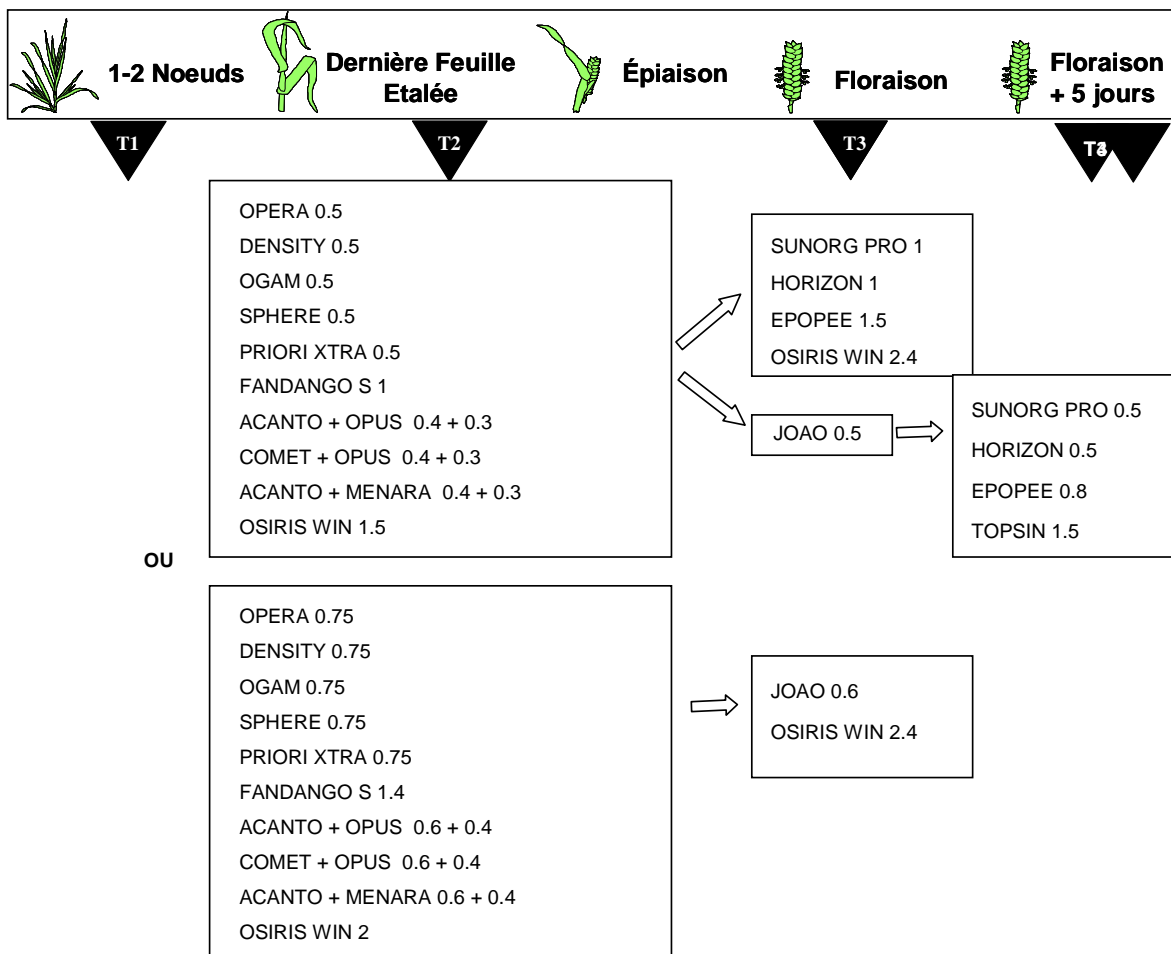 1-2 Noeuds
Dernière Feuille
Etalée
Épiaison
Floraison
Floraison
+ 5 jours
T1
T2
T3
OPERA 0.5
DENSITY 0.5
OGAM 0.5
SPHERE 0.5
PRIORI XTRA 0.5
FANDANGO S 1
ACANTO + OPUS 0.4 + 0.3
COMET + OPUS 0.4 + 0.3
ACANTO + MENARA 0.4 + 0.3
OSIRIS WIN 1.5
SUNORG PRO 1
HORIZON 1
EPOPEE 1.5
OSIRIS WIN 2.4
JOAO 0.5
SUNORG PRO 0.5
HORIZON 0.5
EPOPEE 0.8
TOPSIN 1.5
OU
OPERA 0.75
DENSITY 0.75
OGAM 0.75
SPHERE 0.75
PRIORI XTRA 0.75
FANDANGO S 1.4
ACANTO + OPUS 0.6 + 0.4
COMET + OPUS 0.6 + 0.4
ACANTO + MENARA 0.6 + 0.4
OSIRIS WIN 2
JOAO 0.6
OSIRIS WIN 2.4